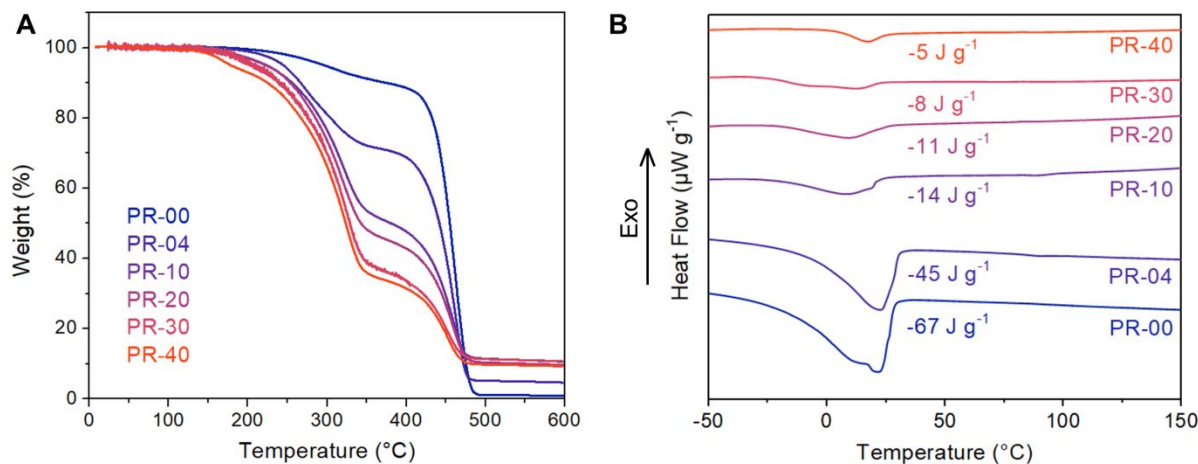 A
Weight (%)
100
80
60
40
20
0
PR-00
PR-04
PR-10
PR-20
PR-30
PR-40
0 100 200 300 400 500 600
Temperature (°C)
B
Exo
Heat Flow (µW g⁻¹)
-5 J g⁻¹ PR-40
-8 J g⁻¹ PR-30
-11 J g⁻¹ PR-20
-14 J g⁻¹ PR-10
-45 J g⁻¹ PR-04
-67 J g⁻¹ PR-00
-50 0 50 100 150
Temperature (°C)